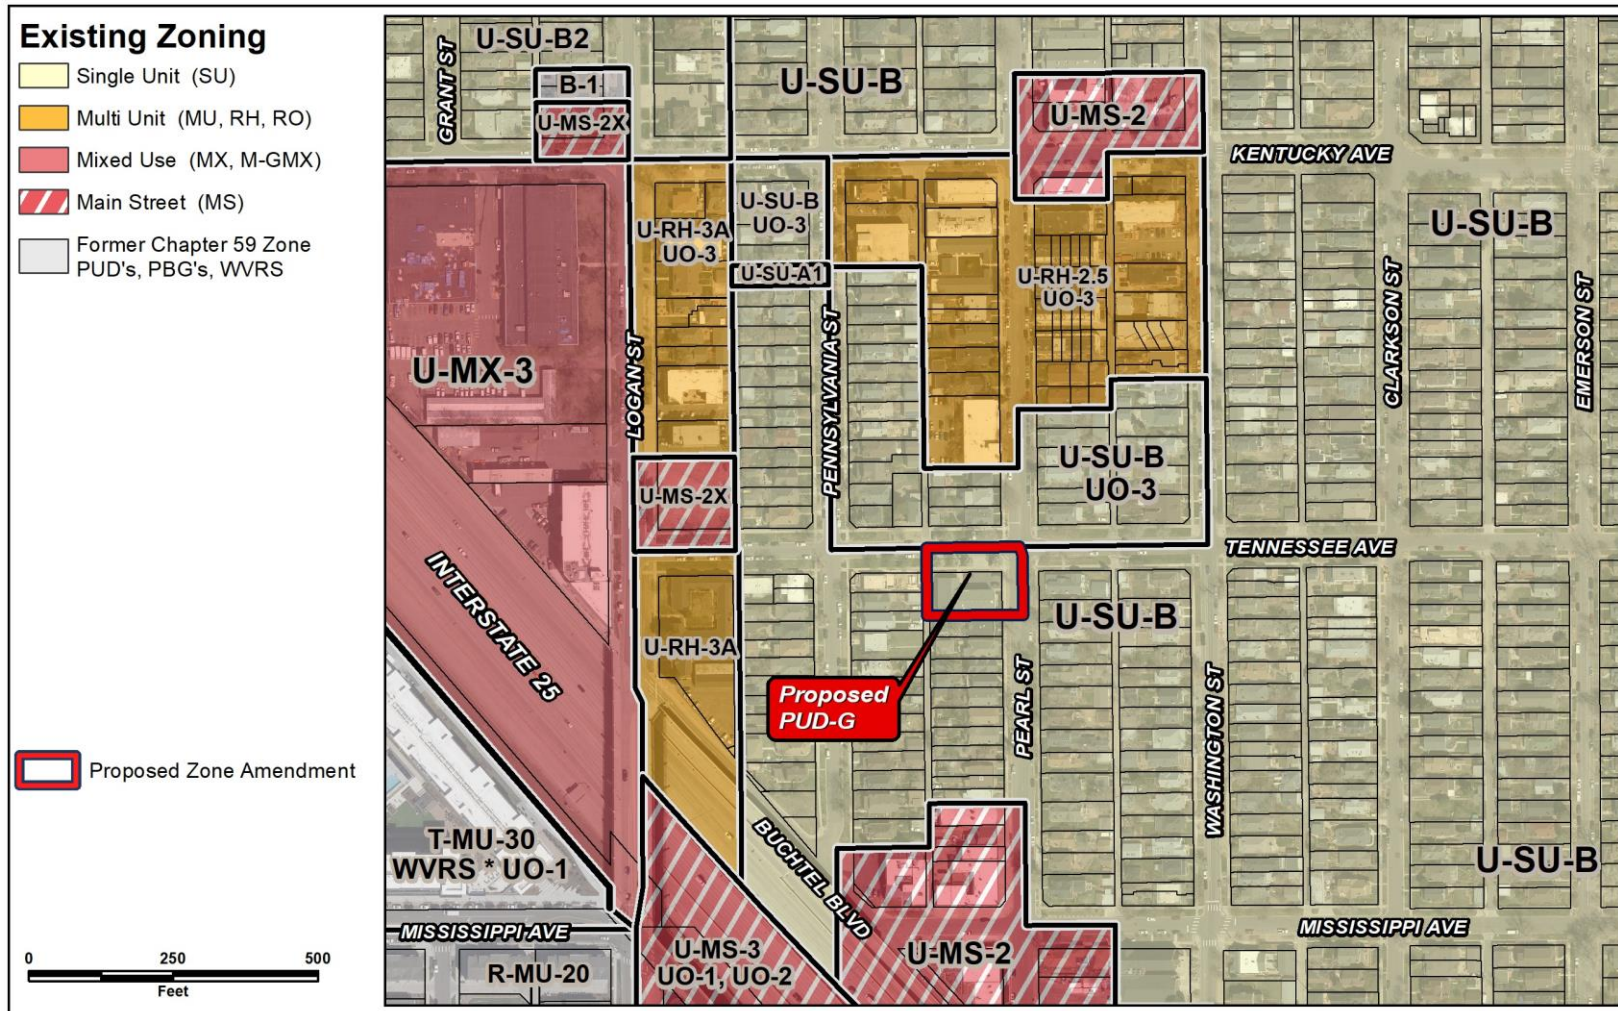 Existing Zoning
Single Unit (SU)
Multi Unit (MU, RH, RO)
Mixed Use (MX, M-GMX)
Main Street (MS)
Former Chapter 59 Zone
PUD's, PBG's, WVRS
Proposed Zone Amendment
0 250 500
Feet
GRANT ST
U-SU-B2
B-1
U-MS-2X
U-SU-B
U-MS-2
KENTUCKY AVE
U-RH-3A
UO-3
U-SU-B
UO-3
U-SU-A1
U-RH-2.5
UO-3
U-SU-B
U-MX-3
LOGAN ST
PENNSYLVANIA ST
CLARKSON ST
EMERSON ST
U-MS-2X
U-SU-B
UO-3
TENNESSEE AVE
INTERSTATE 25
U-RH-3A
U-SU-B
Proposed
PUD-G
PEARL ST
WASHINGTON ST
T-MU-30
WVRS * UO-1
BUCHTEL BLVD
U-SU-B
MISSISSIPPI AVE
MISSISSIPPI AVE
R-MU-20
U-MS-3
UO-1, UO-2
U-MS-2